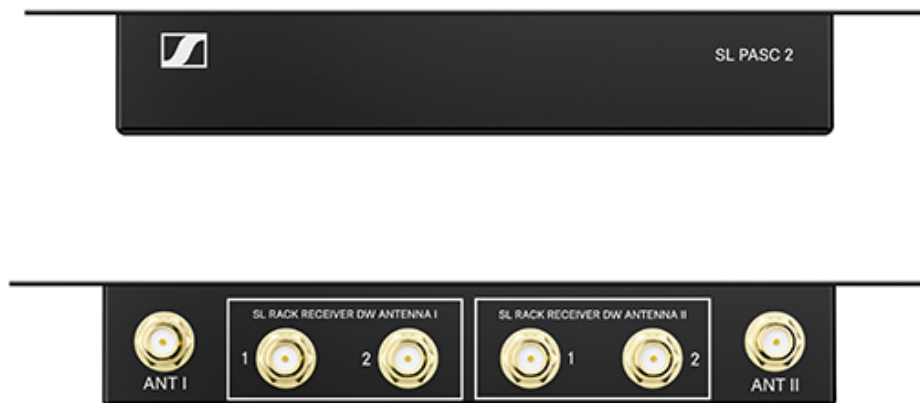 SL PASC 2
SL RACK RECEIVER DW ANTENNA I
SL RACK RECEIVER DW ANTENNA II
1
2
1
2
ANT I
ANT II